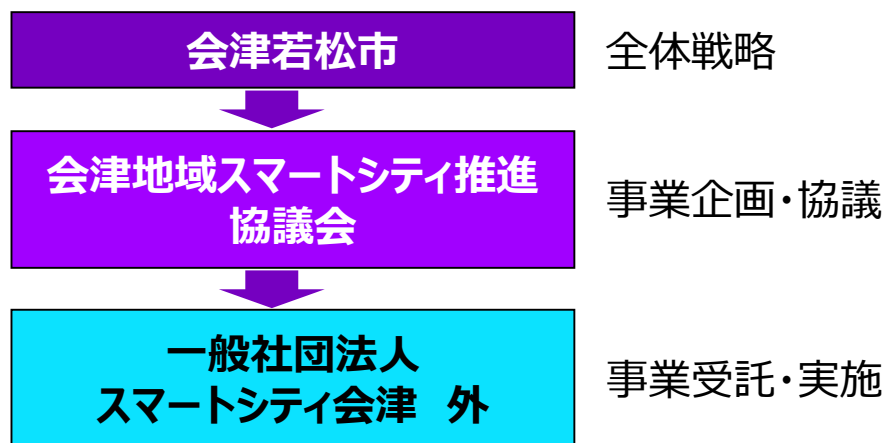 会津若松市
全体戦略
会津地域スマートシティ推進
協議会
事業企画・協議
一般社団法人
スマートシティ会津　外
事業受託・実施